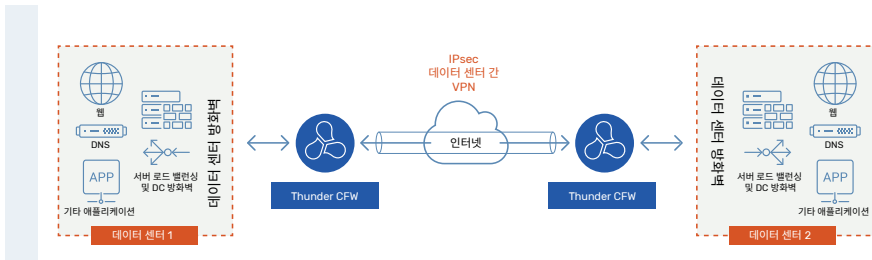 웹
DNS
APP
기타 애플리케이션
서버 로드 밸런싱
및 DC 방화벽
데이터 센터 방화벽
데이터 센터 1
Thunder CFW
IPsec
데이터 센터 간
VPN
인터넷
Thunder CFW
데이터 센터 방화벽
서버 로드 밸런싱
및 DC 방화벽
웹
DNS
APP
기타 애플리케이션
데이터 센터 2